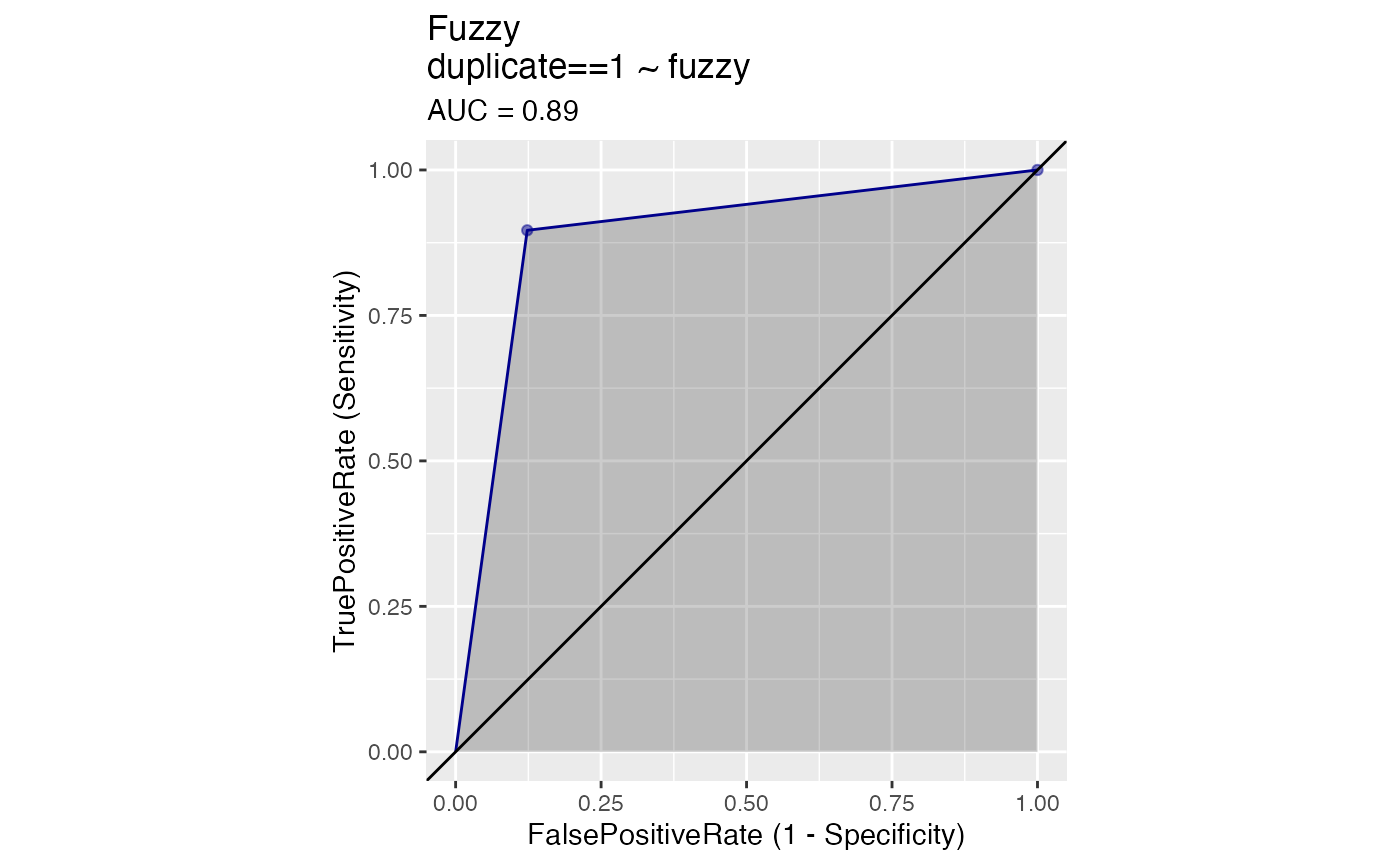 Fuzzy
duplicate==1 ~ fuzzy
AUC = 0.89
TruePositiveRate (Sensitivity)
1.00
0.75
0.50
0.25
0.00
0.00 0.25 0.50 0.75 1.00
FalsePositiveRate (1 - Specificity)